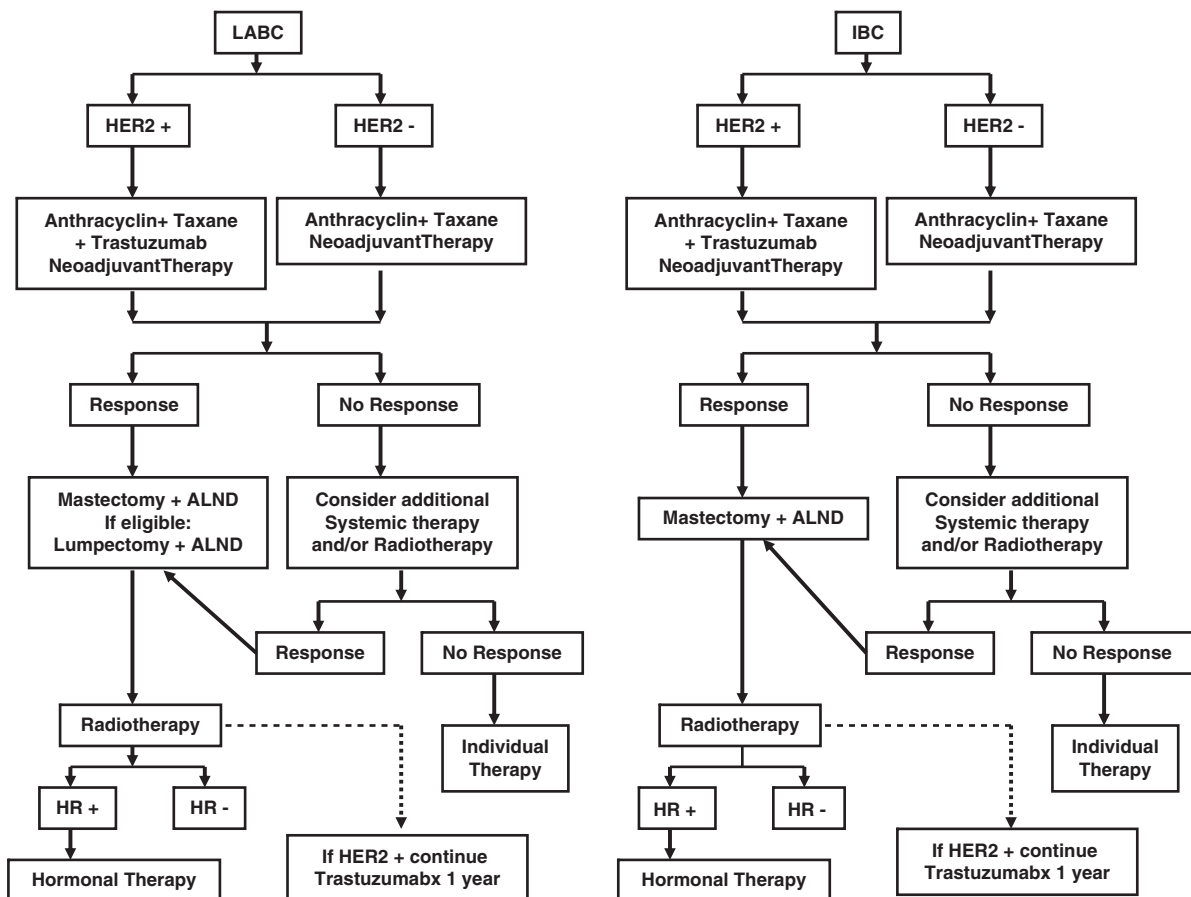 LABC
HER2 +
HER2 -
Anthracyclin+ Taxane
+ Trastuzumab
NeoadjuvantTherapy
Anthracyclin+ Taxane
NeoadjuvantTherapy
Response
No Response
Mastectomy + ALND
If eligible:
Lumpectomy + ALND
Consider additional
Systemic therapy
and/or Radiotherapy
Response
No Response
Radiotherapy
Individual
Therapy
HR +
HR -
Hormonal Therapy
If HER2 + continue
Trastuzumabx 1 year
IBC
HER2 +
HER2 -
Anthracyclin+ Taxane
+ Trastuzumab
NeoadjuvantTherapy
Anthracyclin+ Taxane
NeoadjuvantTherapy
Response
No Response
Mastectomy + ALND
Consider additional
Systemic therapy
and/or Radiotherapy
Response
No Response
Radiotherapy
Individual
Therapy
HR +
HR -
Hormonal Therapy
If HER2 + continue
Trastuzumabx 1 year